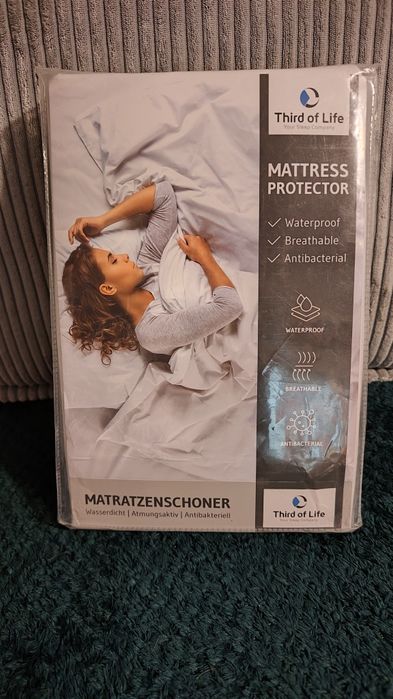 Third of Life
Your Sleep Company
MATTRESS
PROTECTOR
Waterproof
Breathable
Antibacterial
WATERPROOF
BREATHABLE
ANTIBACTERIAL
MATRATZENSCHONER
Wasserdicht | Atmungsaktiv | Antibakteriell
Third of Life
Your Sleep Company